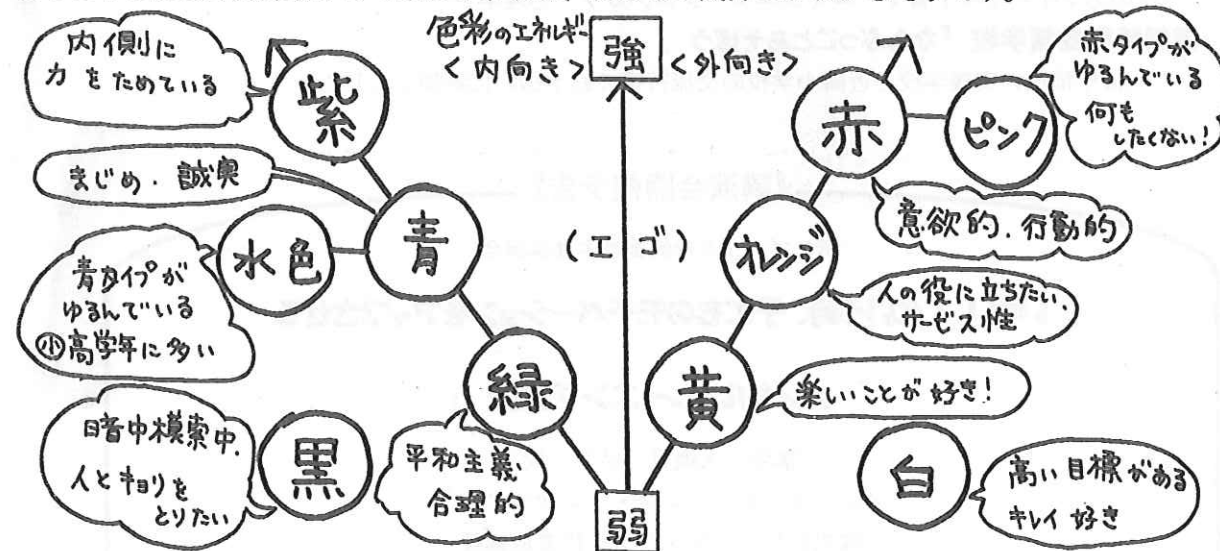 色彩のエネルギー
<内向き>
強
<外向き>
内側に
力をためている
紫
まじめ・誠実
青
水色
青タイプが
ゆるんでいる
㋛高学年に多い
緑
平和主義、
合理的
黒
暗中模索中、
人とキョリを
とりたい
(エゴ)
弱
赤
ピンク
赤タイプが
ゆるんでいる
何も
したくない!
意欲的、行動的
オレンジ
人の役に立ちたい、
サービス性
黄
楽しいことが好き!
白
高い目標がある
キレイ好き